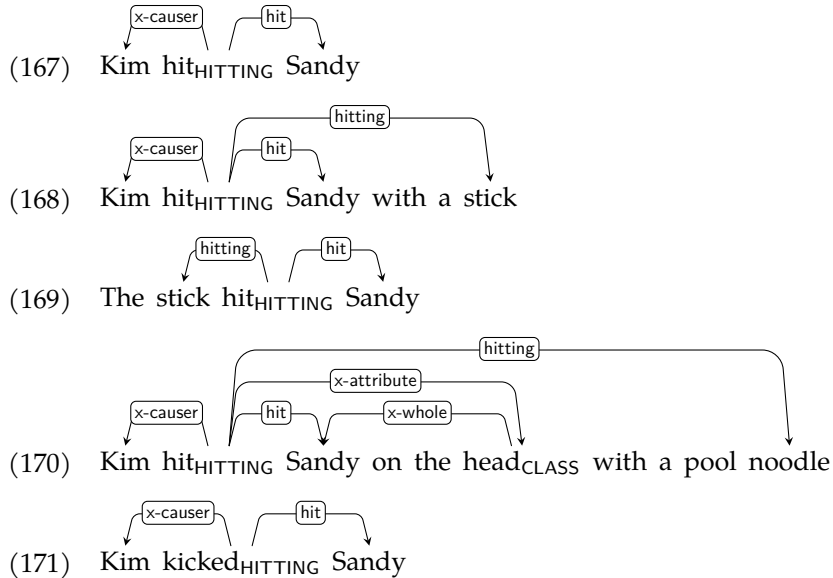 x-causer hit
(167) Kim hitHITTING Sandy
hitting
x-causer hit
(168) Kim hitHITTING Sandy with a stick
hitting hit
(169) The stick hitHITTING Sandy
hitting
x-attribute
x-causer hit x-whole
(170) Kim hitHITTING Sandy on the headCLASS with a pool noodle
x-causer hit
(171) Kim kickedHITTING Sandy